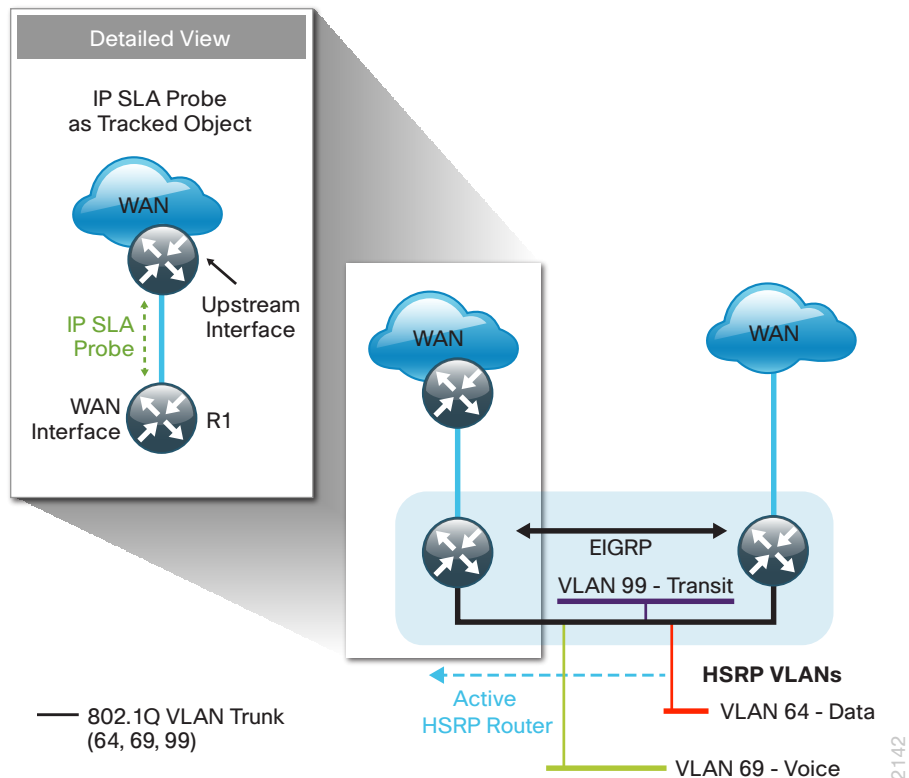 Detailed View
IP SLA Probe
as Tracked Object
WAN
Upstream
Interface
IP SLA
Probe
WAN
Interface
R1
WAN
WAN
EIGRP
VLAN 99 - Transit
HSRP VLANs
Active
HSRP Router
VLAN 64 - Data
802.1Q VLAN Trunk
(64, 69, 99)
VLAN 69 - Voice
2142